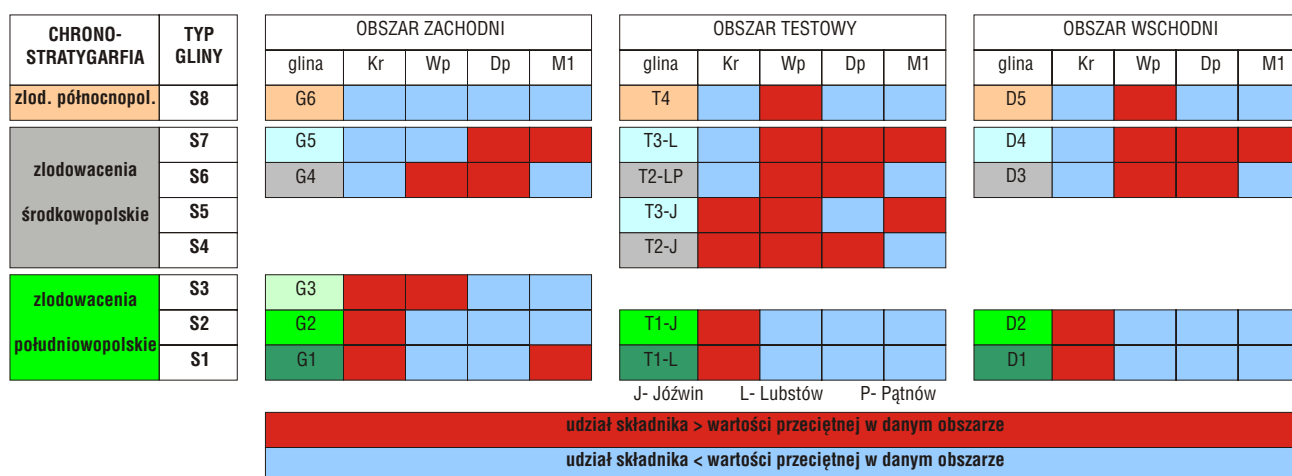 CHRONO-
STRATYGARFIA
TYP
GLINY
OBSZAR ZACHODNI
OBSZAR TESTOWY
OBSZAR WSCHODNI
glina Kr Wp Dp M1
glina Kr Wp Dp M1
glina Kr Wp Dp M1
zlod. północnopol. S8 G6 T4 D5
S7 G5 T3-L D4
zlodowacenia
środkowopolskie
S6 G4 T2-LP D3
S5 T3-J
S4 T2-J
zlodowacenia
południowopolskie
S3 G3
S2 G2 T1-J D2
S1 G1 T1-L D1
J- Jóźwin L- Lubstów P- Pątnów
udział składnika > wartości przeciętnej w danym obszarze
udział składnika < wartości przeciętnej w danym obszarze